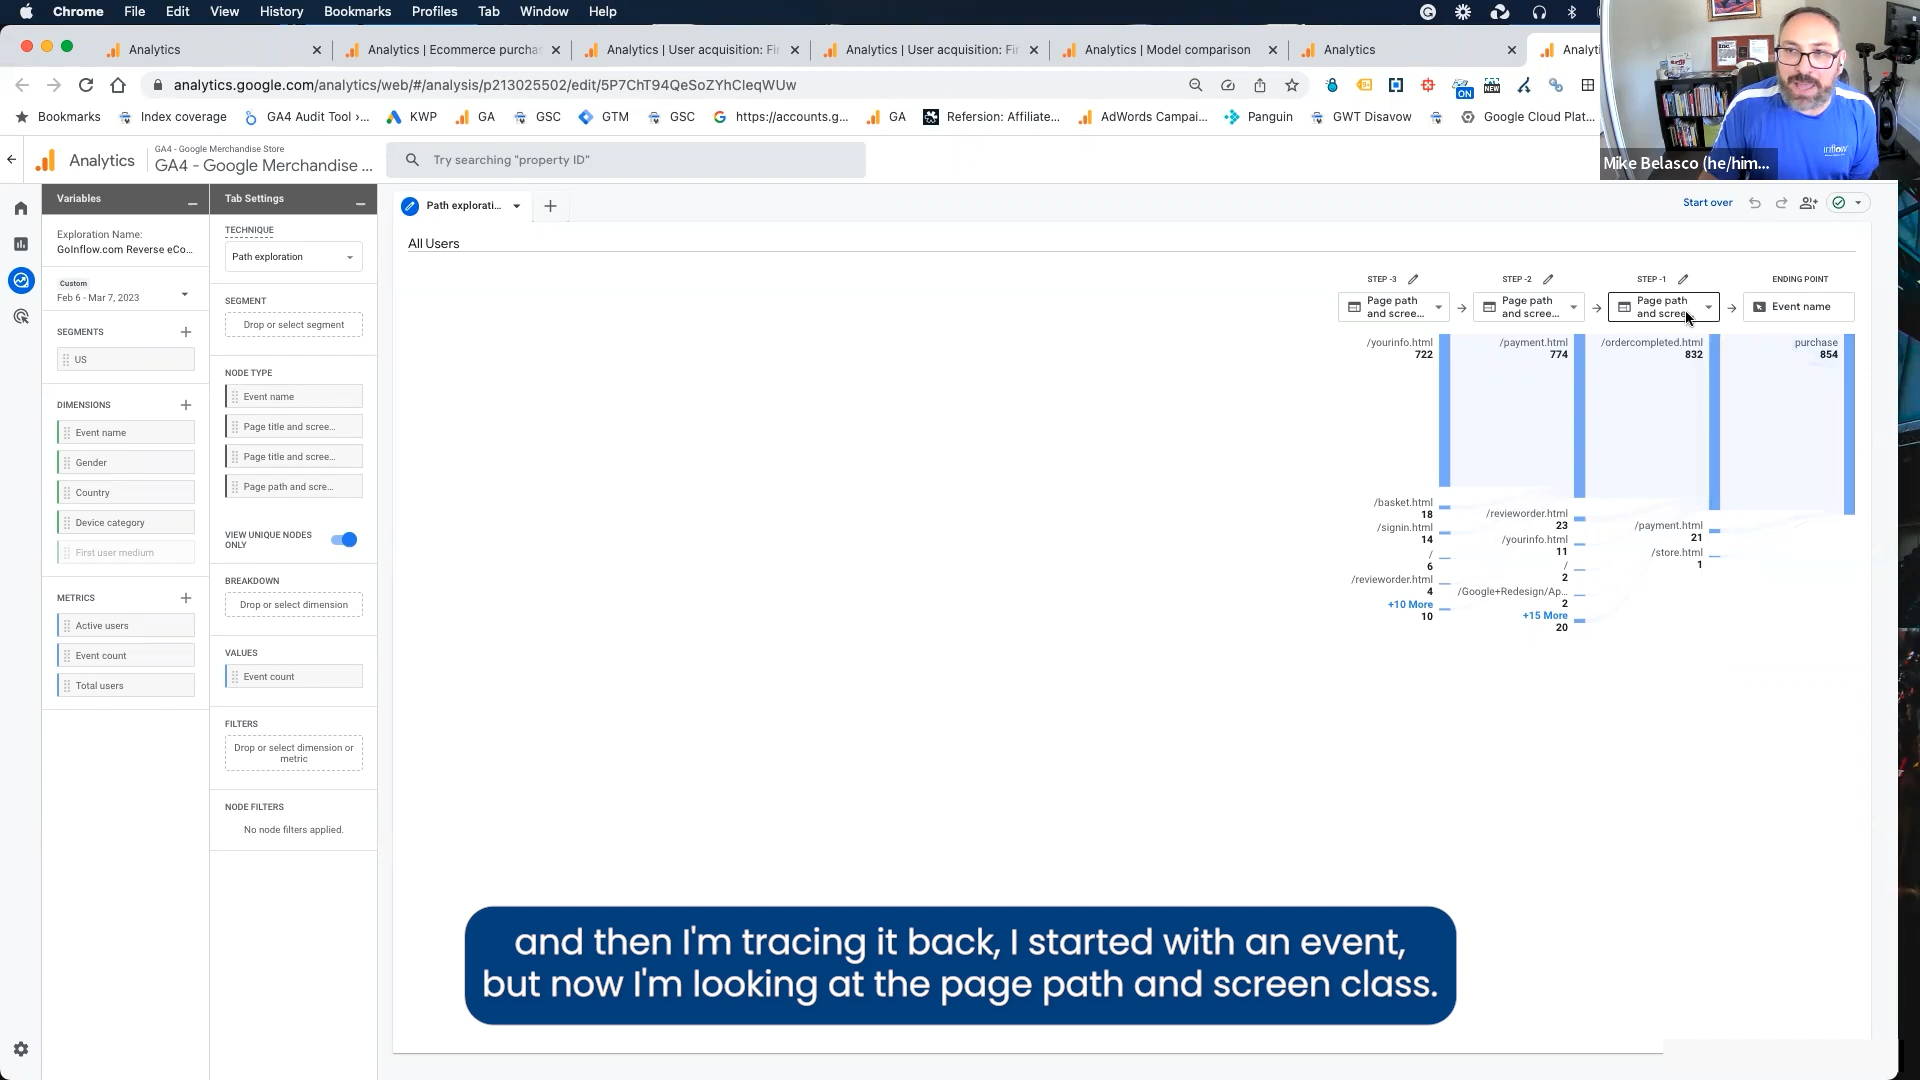 Chrome File Edit View History Bookmarks Profiles Tab Window Help
Analytics
Analytics | Ecommerce purcha
Analytics | User acquisition: Fir
Analytics | User acquisition: Fir
Analytics | Model comparison
Analytics
Analyti
analytics.google.com/analytics/web/#/analysis/p213025502/edit/5P7ChT94QeSoZYhCIeqWUw
ON
NEW
Bookmarks
Index coverage
GA4 Audit Tool ›...
KWP
GA
GSC
GTM
GSC
https://accounts.g...
GA
Refersion: Affiliate...
AdWords Campai...
Panguin
GWT Disavow
Google Cloud Plat...
inflow
Mike Belasco (he/him...
Analytics
GA4 - Google Merchandise Store
GA4 - Google Merchandise ...
Try searching "property ID"
Variables
Exploration Name:
GoInflow.com Reverse eCo...
Custom
Feb 6 - Mar 7, 2023
SEGMENTS
US
DIMENSIONS
Event name
Gender
Country
Device category
First user medium
METRICS
Active users
Event count
Total users
Tab Settings
TECHNIQUE
Path exploration
SEGMENT
Drop or select segment
NODE TYPE
Event name
Page title and scree...
Page title and scree...
Page path and scre...
VIEW UNIQUE NODES
ONLY
BREAKDOWN
Drop or select dimension
VALUES
Event count
FILTERS
Drop or select dimension or
metric
NODE FILTERS
No node filters applied.
Path explorati...
Start over
All Users
STEP -3
Page path
and scree...
/yourinfo.html
722
/basket.html
18
/signin.html
14
/
6
/revieworder.html
4
+10 More
10
STEP -2
Page path
and scree...
/payment.html
774
/revieworder.html
23
/yourinfo.html
11
/
2
/Google+Redesign/Ap...
2
+15 More
20
STEP -1
Page path
and scree
/ordercompleted.html
832
/payment.html
21
/store.html
1
ENDING POINT
Event name
purchase
854
and then I'm tracing it back, I started with an event,
but now I'm looking at the page path and screen class.